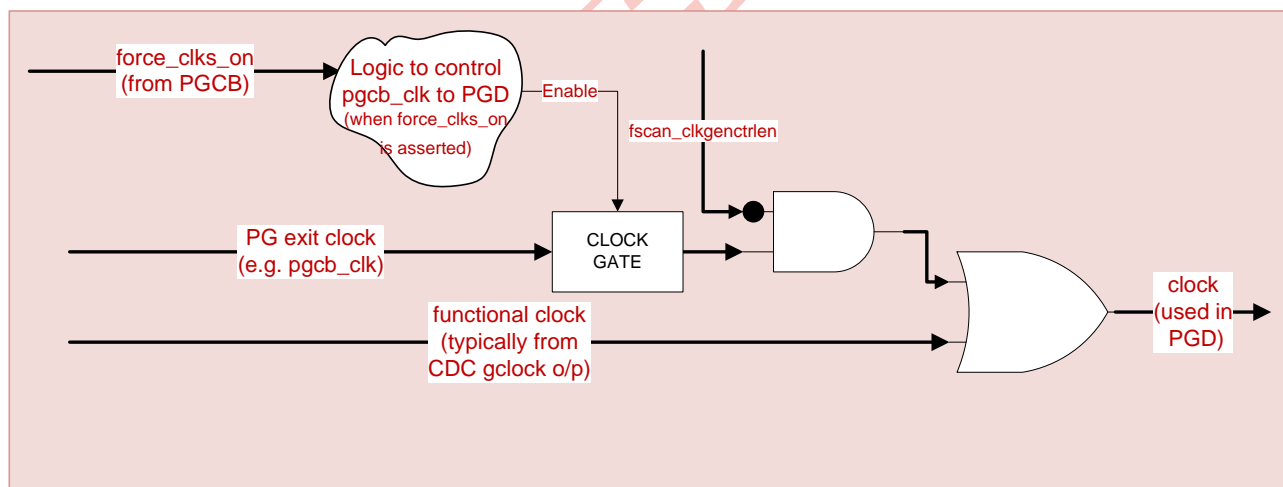 force_clks_on
(from PGCB)
Logic to control
pgcb_clk to PGD
(when force_clks_on
is asserted)
Enable
fscan_clkgenctrlen
PG exit clock
(e.g. pgcb_clk)
CLOCK
GATE
functional clock
(typically from
CDC gclock o/p)
clock
(used in
PGD)